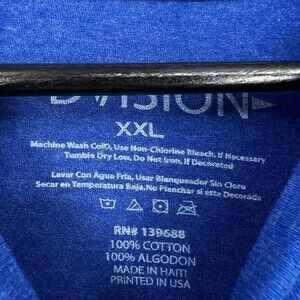 DVISION
XXL
Machine Wash Cold, Use Non-Chlorine Bleach, If Necessary
Tumble Dry Low, Do Not Iron, If Decorated
Lavar Con Agua Fria, Usar Blanqueador Sin Cloro
Secar en Temperatura Baja,No Planchar si esta Decorada
RN# 139688
100% COTTON
100% ALGODON
MADE IN HAITI
PRINTED IN USA